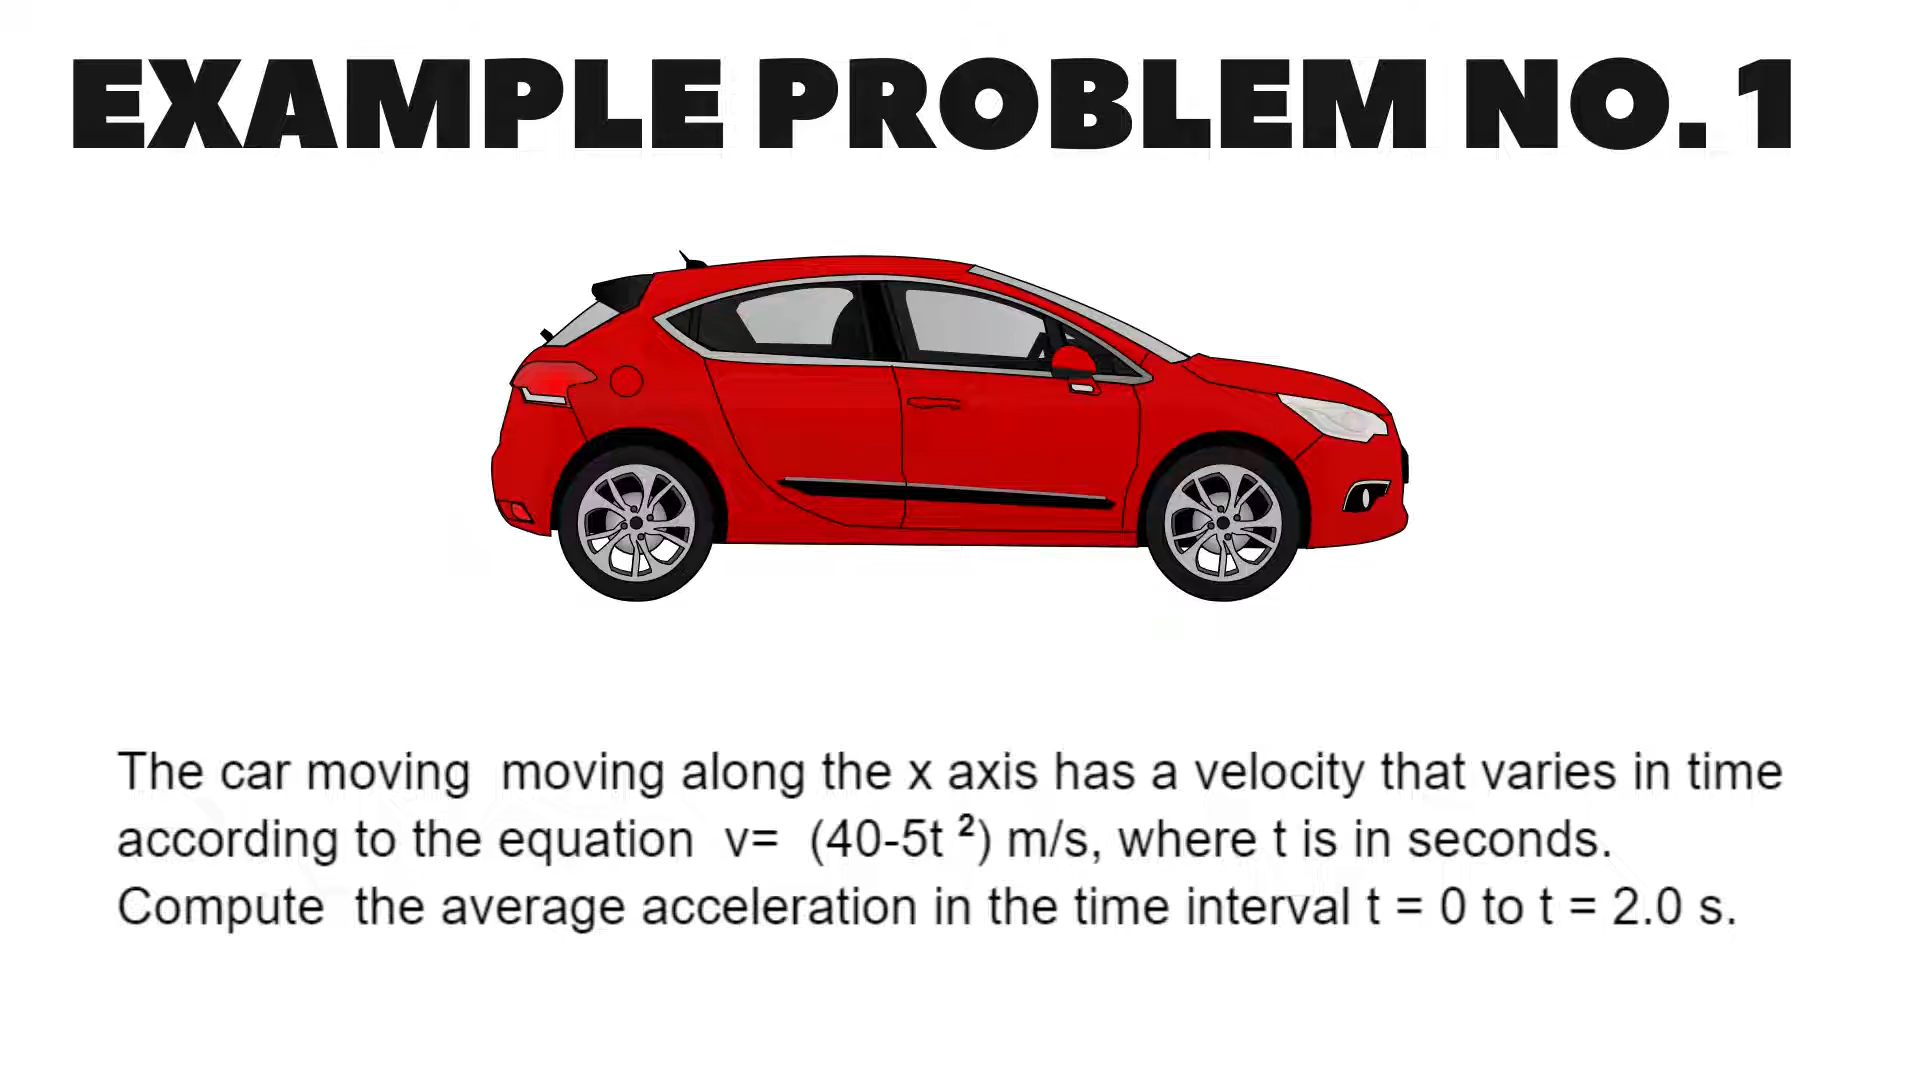 EXAMPLE PROBLEM NO. 1
The car moving  moving along the x axis has a velocity that varies in time
according to the equation  v=  (40-5t ²) m/s, where t is in seconds.
Compute  the average acceleration in the time interval t = 0 to t = 2.0 s.